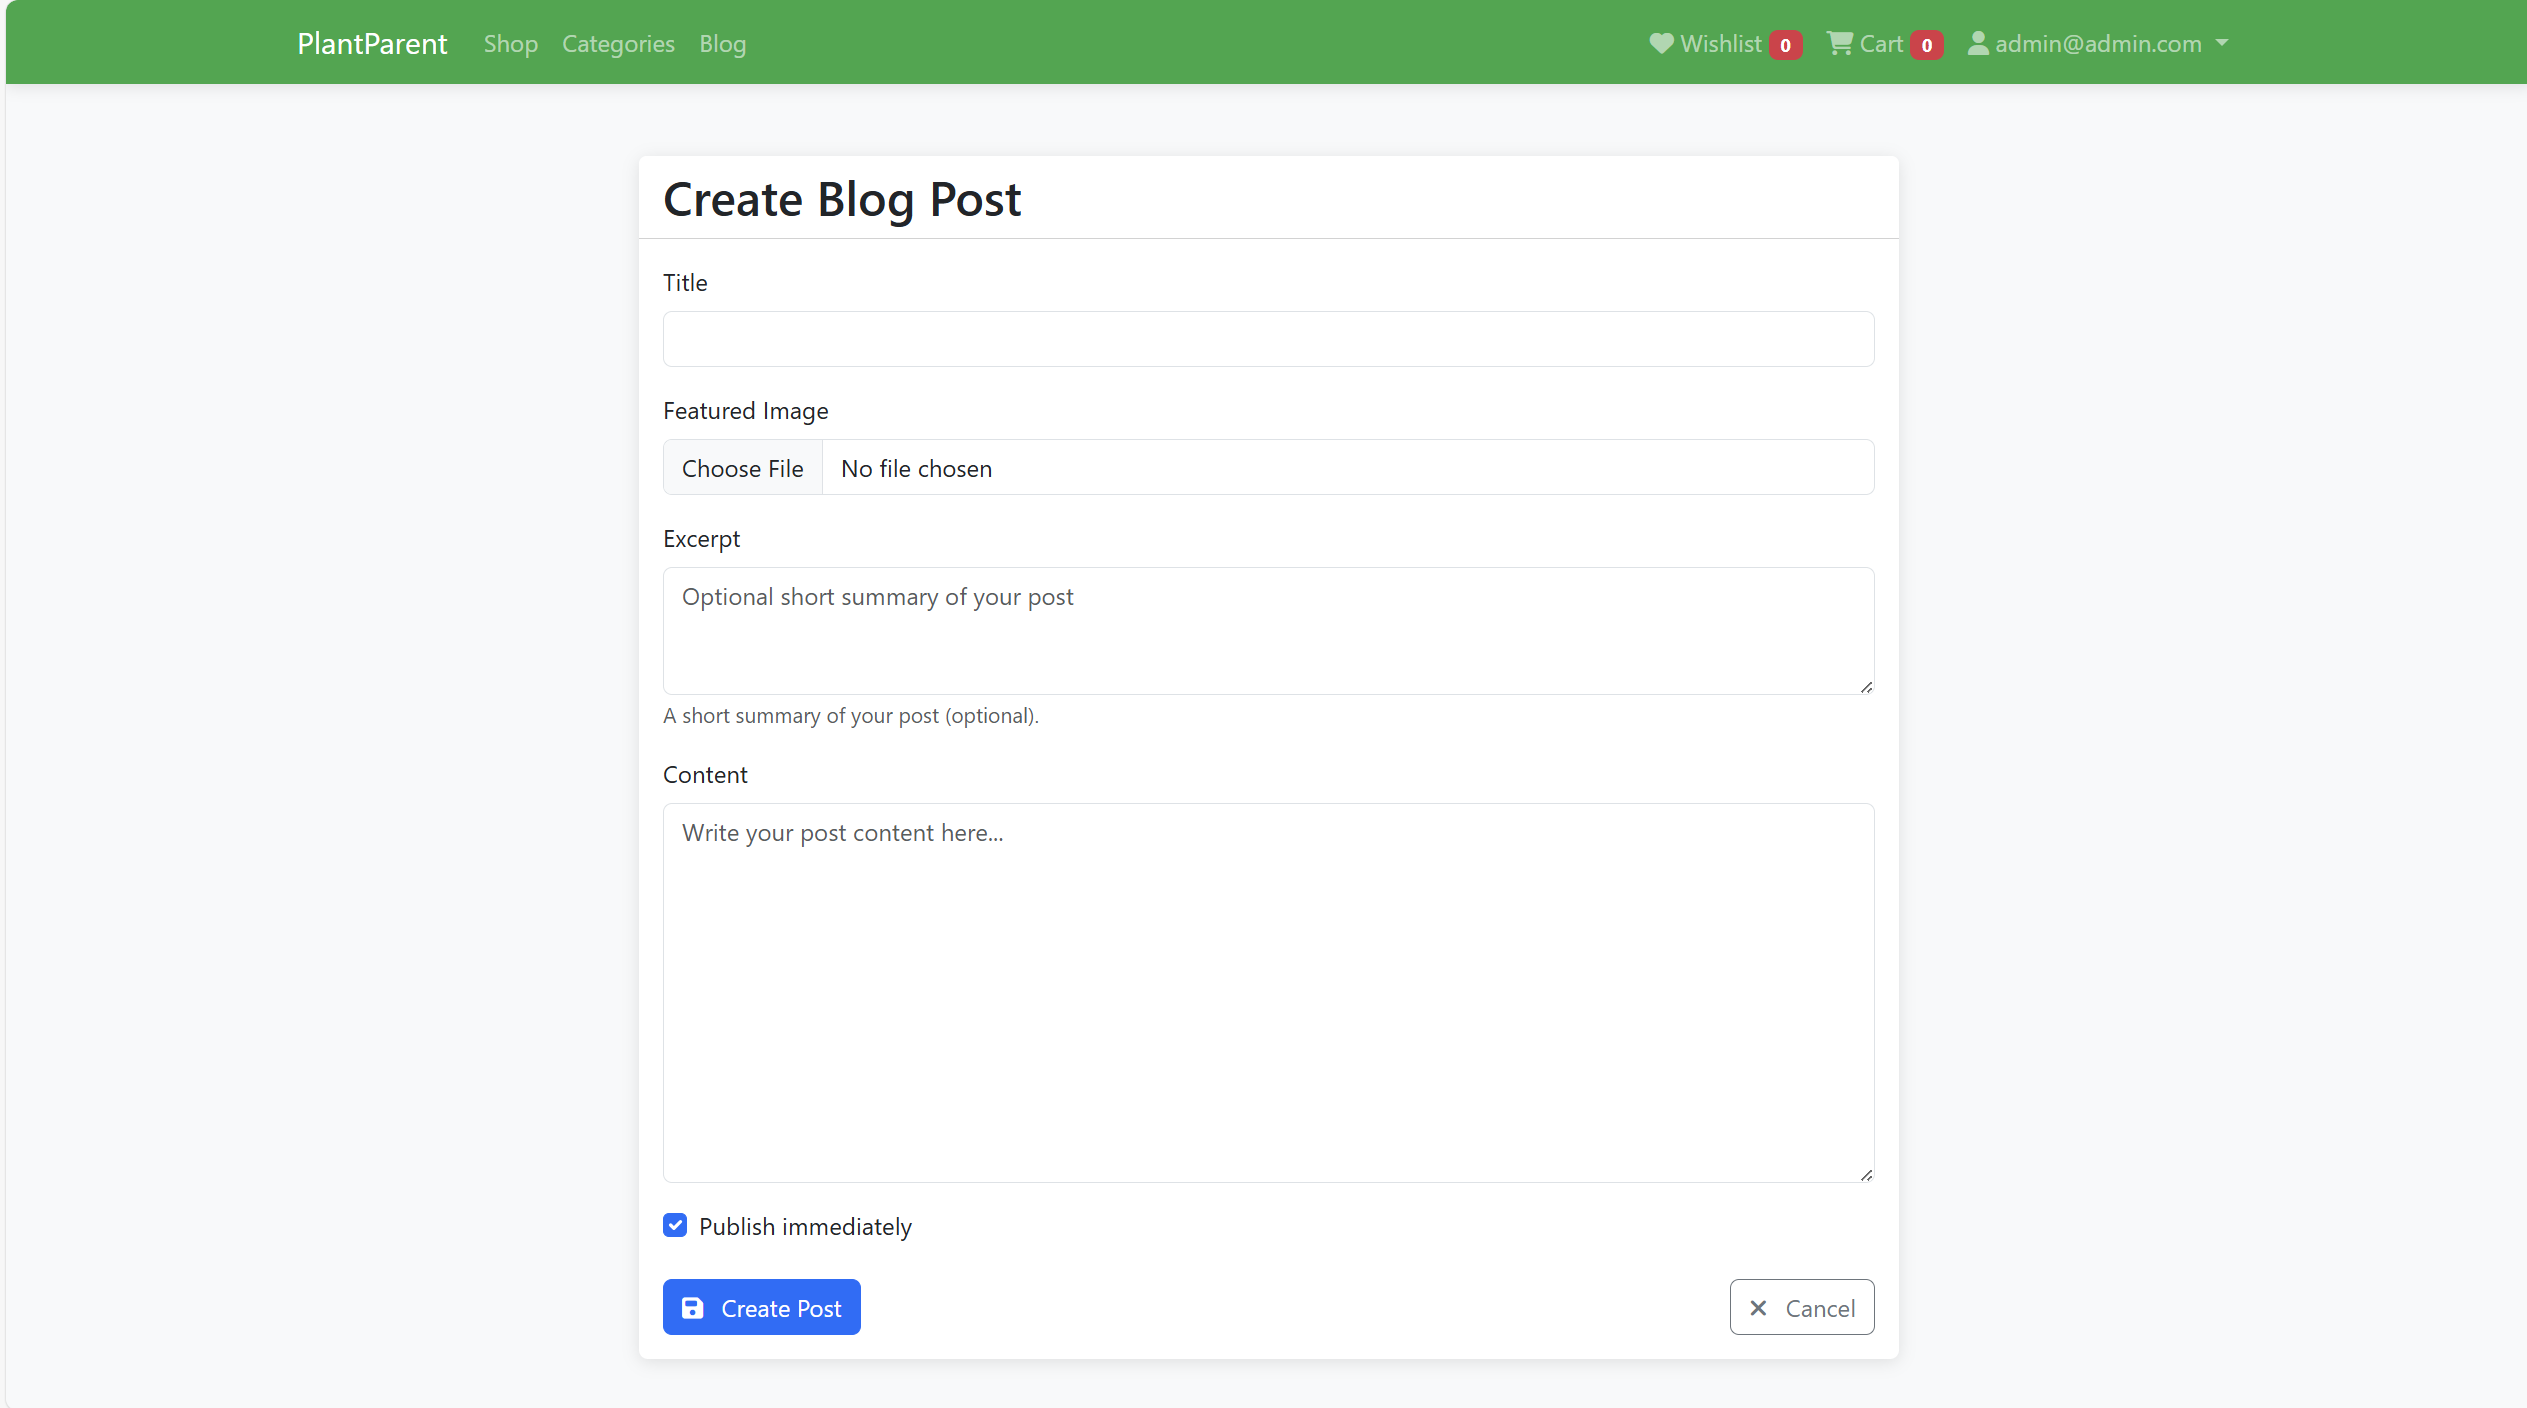 PlantParent Shop Categories Blog Wishlist 0 Cart 0 admin@admin.com
Create Blog Post
Title
Featured Image
Choose File No file chosen
Excerpt
Optional short summary of your post
A short summary of your post (optional).
Content
Write your post content here...
Publish immediately
Create Post Cancel